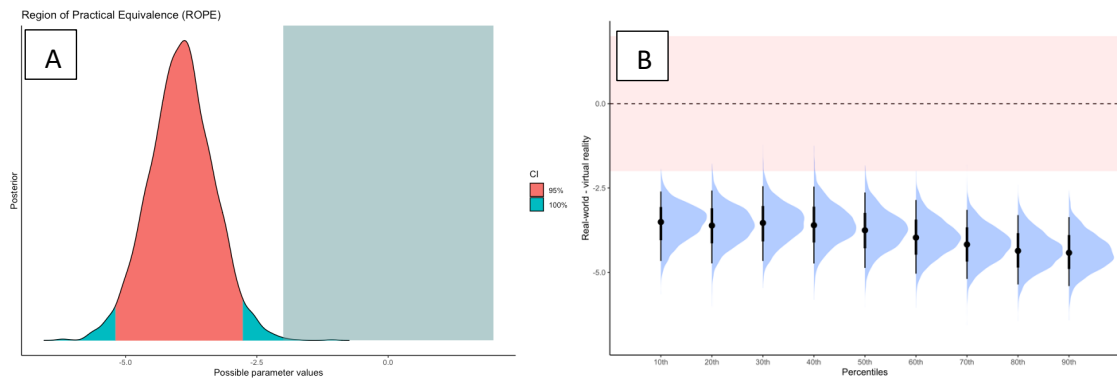 Region of Practical Equivalence (ROPE)
A
Posterior
CI
95%
100%
-5.0
-2.5
0.0
Possible parameter values
B
Real-world - virtual reality
0.0
-2.5
-5.0
10th
20th
30th
40th
50th
60th
70th
80th
90th
Percentiles